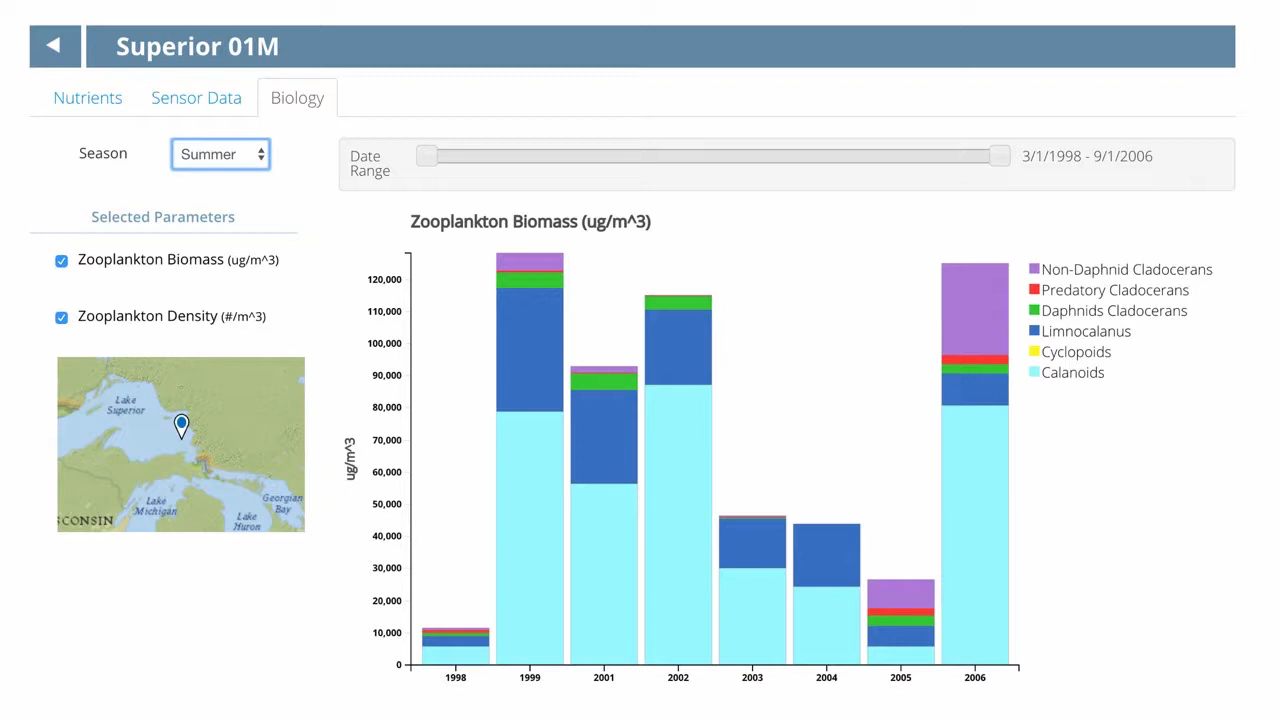 Superior 01M
Nutrients Sensor Data Biology
Season Summer
Date
Range
3/1/1998 - 9/1/2006
Selected Parameters
Zooplankton Biomass (ug/m^3)
Zooplankton Density (#/m^3)
Lake
Superior
Lake
Michigan
Georgian
Bay
Lake
Huron
SCONSIN
Zooplankton Biomass (ug/m^3)
ug/m^3
120,000
110,000
100,000
90,000
80,000
70,000
60,000
50,000
40,000
30,000
20,000
10,000
0
1998 1999 2001 2002 2003 2004 2005 2006
Non-Daphnid Cladocerans
Predatory Cladocerans
Daphnids Cladocerans
Limnocalanus
Cyclopoids
Calanoids